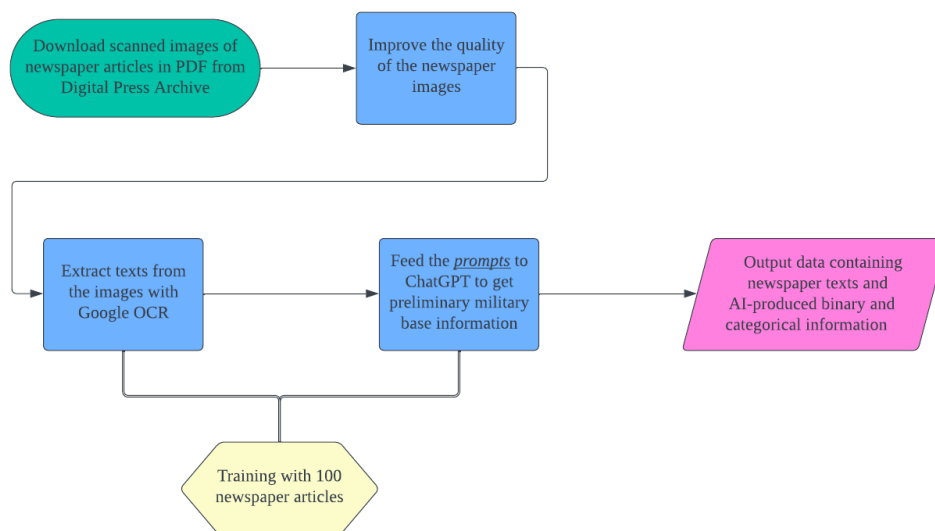 Download scanned images of
newspaper articles in PDF from
Digital Press Archive
Improve the quality
of the newspaper
images
Extract texts from
the images with
Google OCR
Feed the prompts to
ChatGPT to get
preliminary military
base information
Output data containing
newspaper texts and
AI-produced binary and
categorical information
Training with 100
newspaper articles